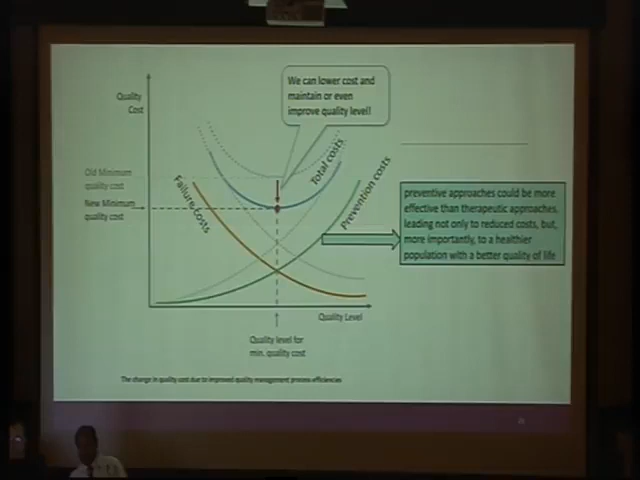 We can lower cost and
maintain or even
improve quality level!
Quality
Cost
Total costs
Prevention costs
Failure costs
Old Minimum
quality cost
New Minimum
quality cost
preventive approaches could be more
effective than therapeutic approaches,
leading not only to reduced costs, but,
more importantly, to a healthier
population with a better quality of life
Quality Level
Quality level for
min. quality cost
The change in quality cost due to improved quality management process efficiencies